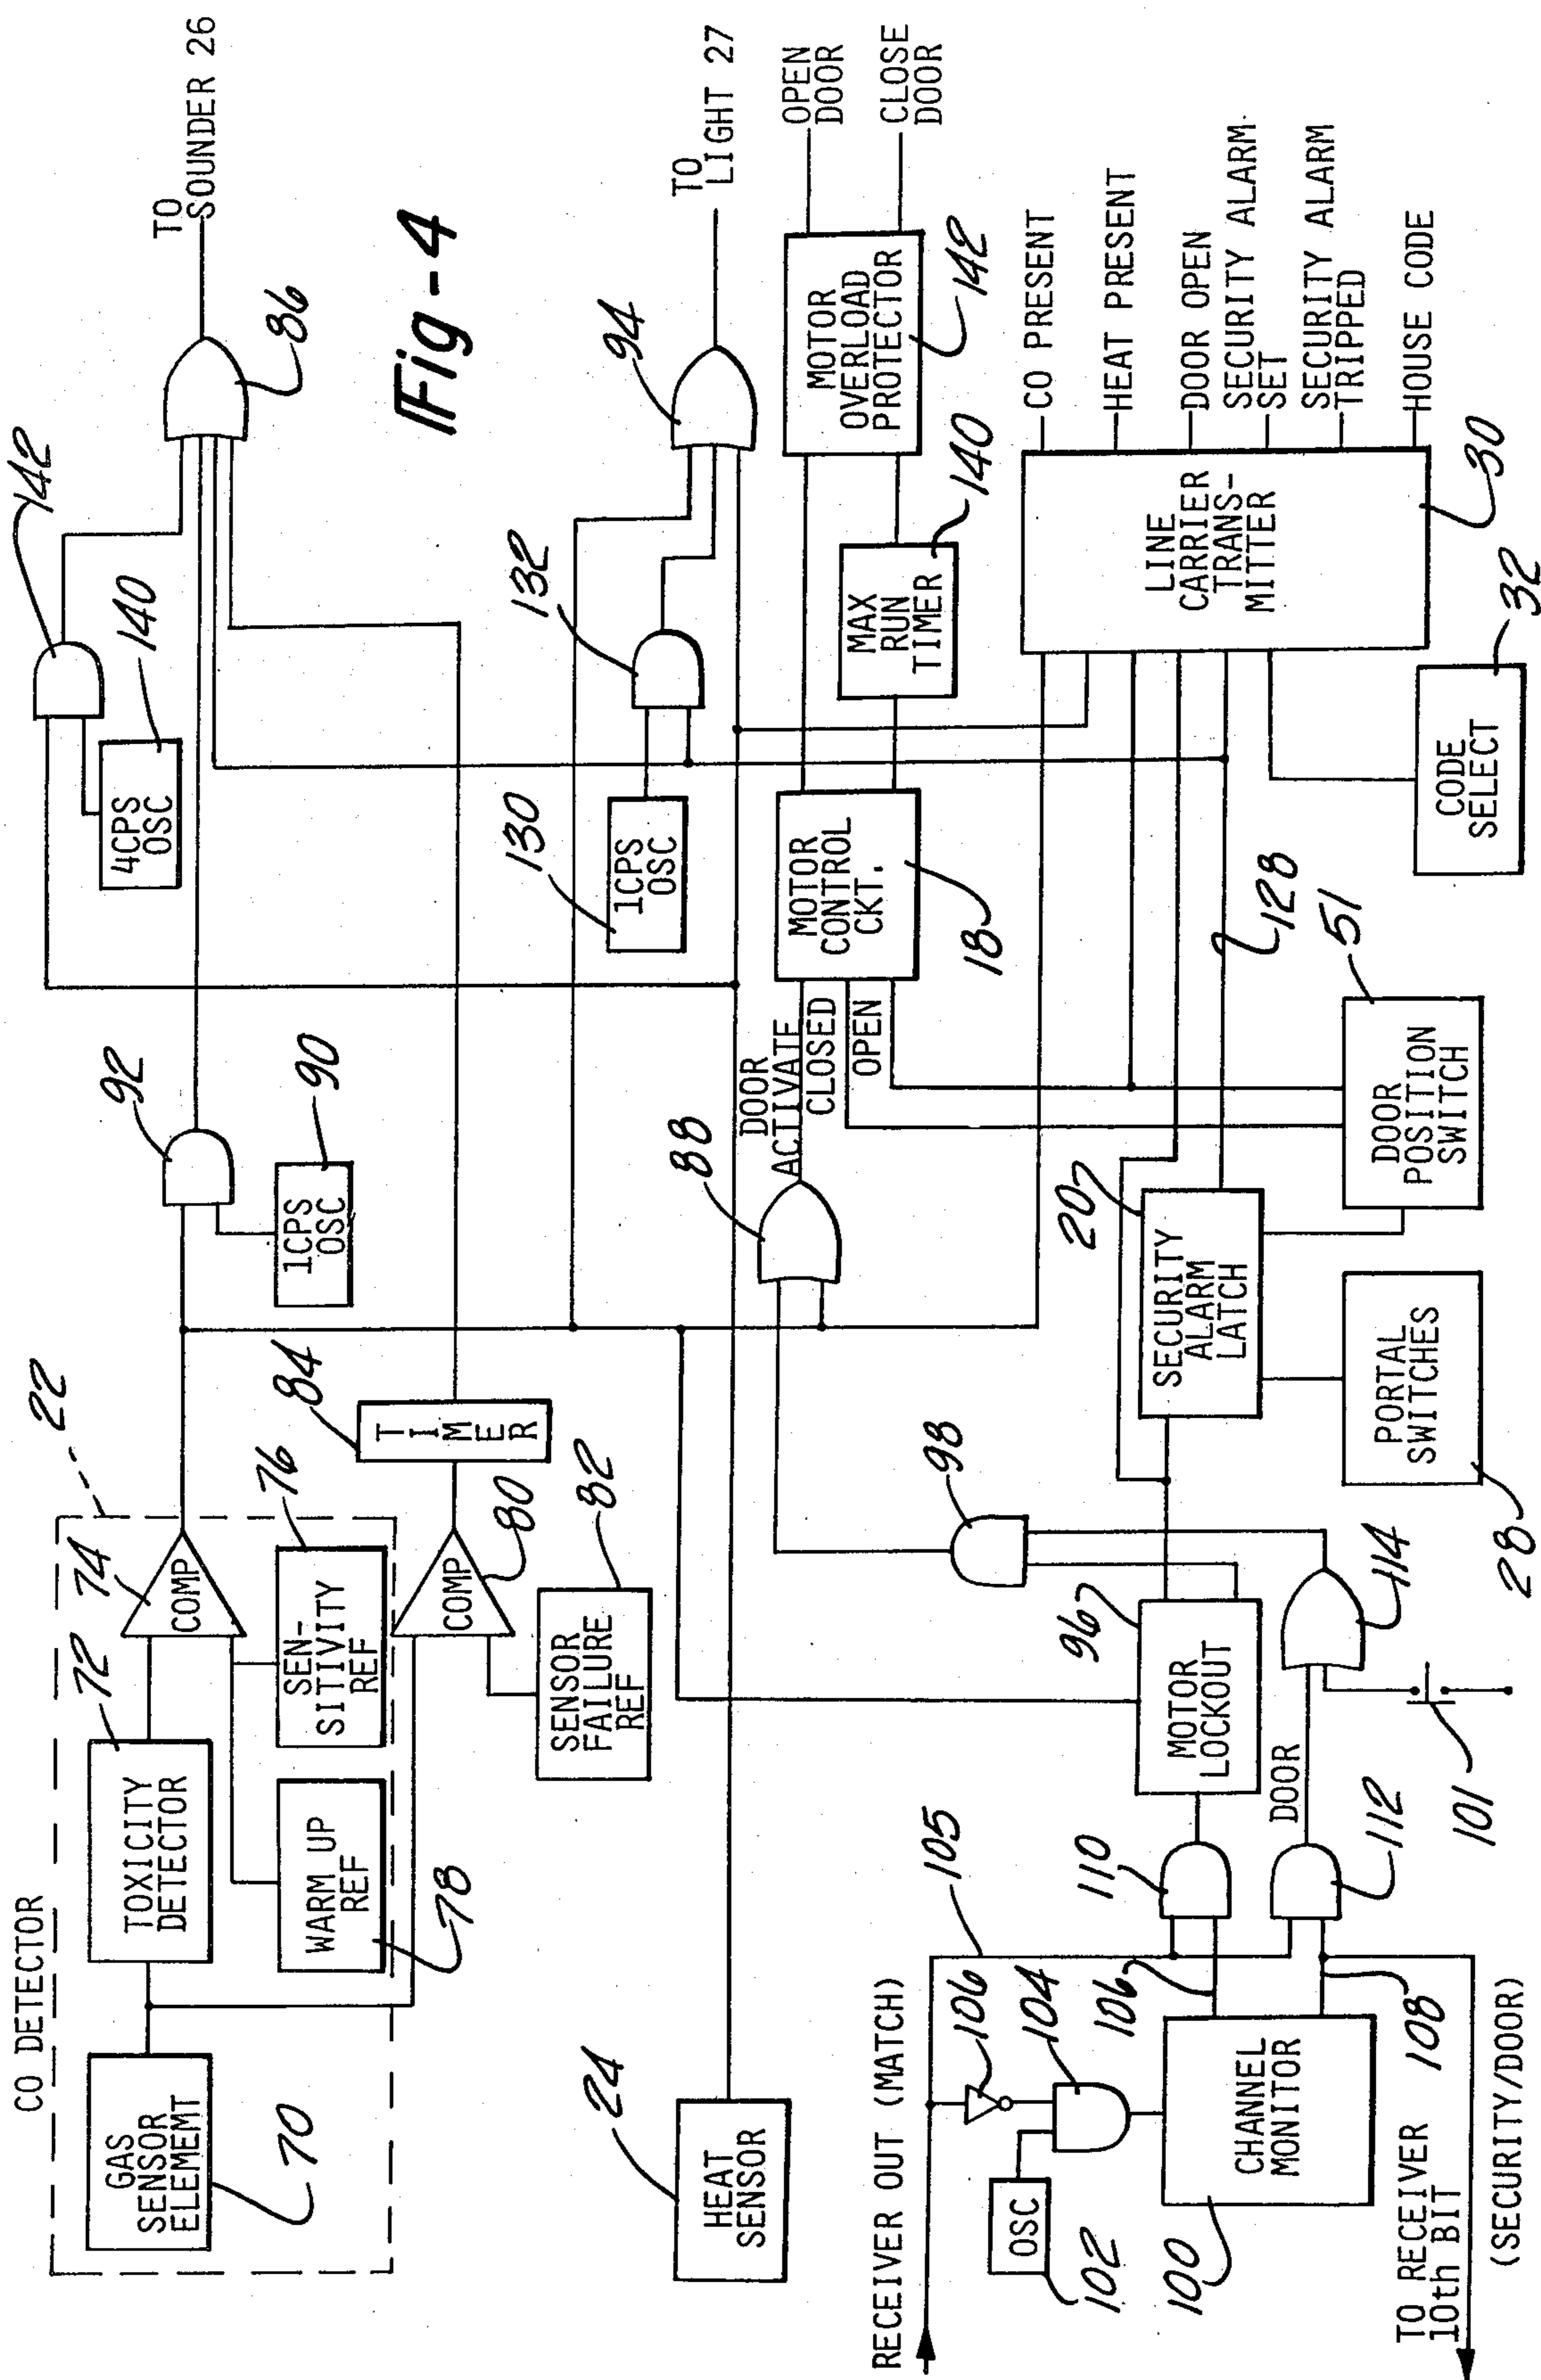 CO DETECTOR
22
GAS
SENSOR
ELEMEMT
70
72
TOXICITY
DETECTOR
74
COMP
76
SEN-
SITIVITY
REF
WARM UP
REF
78
COMP
80
SENSOR
FAILURE
REF
82
84
TIMER
92
1CPS
OSC
90
142
4CPS
OSC
140
86
TO
SOUNDER 26
Fig-4
24
HEAT
SENSOR
130
1CPS
OSC
132
94
TO
LIGHT 27
88
DOOR
ACTIVATE
CLOSED
OPEN
MOTOR
CONTROL
CKT.
18
MAX
RUN
TIMER
140
MOTOR
OVERLOAD
PROTECTOR
142
OPEN
DOOR
CLOSE
DOOR
RECEIVER OUT (MATCH)
105
106
104
OSC
102
106
CHANNEL
MONITOR
100
108
TO RECEIVER
10th BIT
(SECURITY/DOOR)
110
112
DOOR
MOTOR
LOCKOUT
96
98
114
101
20
SECURITY
ALARM
LATCH
PORTAL
SWITCHES
28
DOOR
POSITION
SWITCH
51
128
CODE
SELECT
32
LINE
CARRIER
TRANS-
MITTER
30
CO PRESENT
HEAT PRESENT
DOOR OPEN
SECURITY ALARM
SET
SECURITY ALARM
TRIPPED
HOUSE CODE